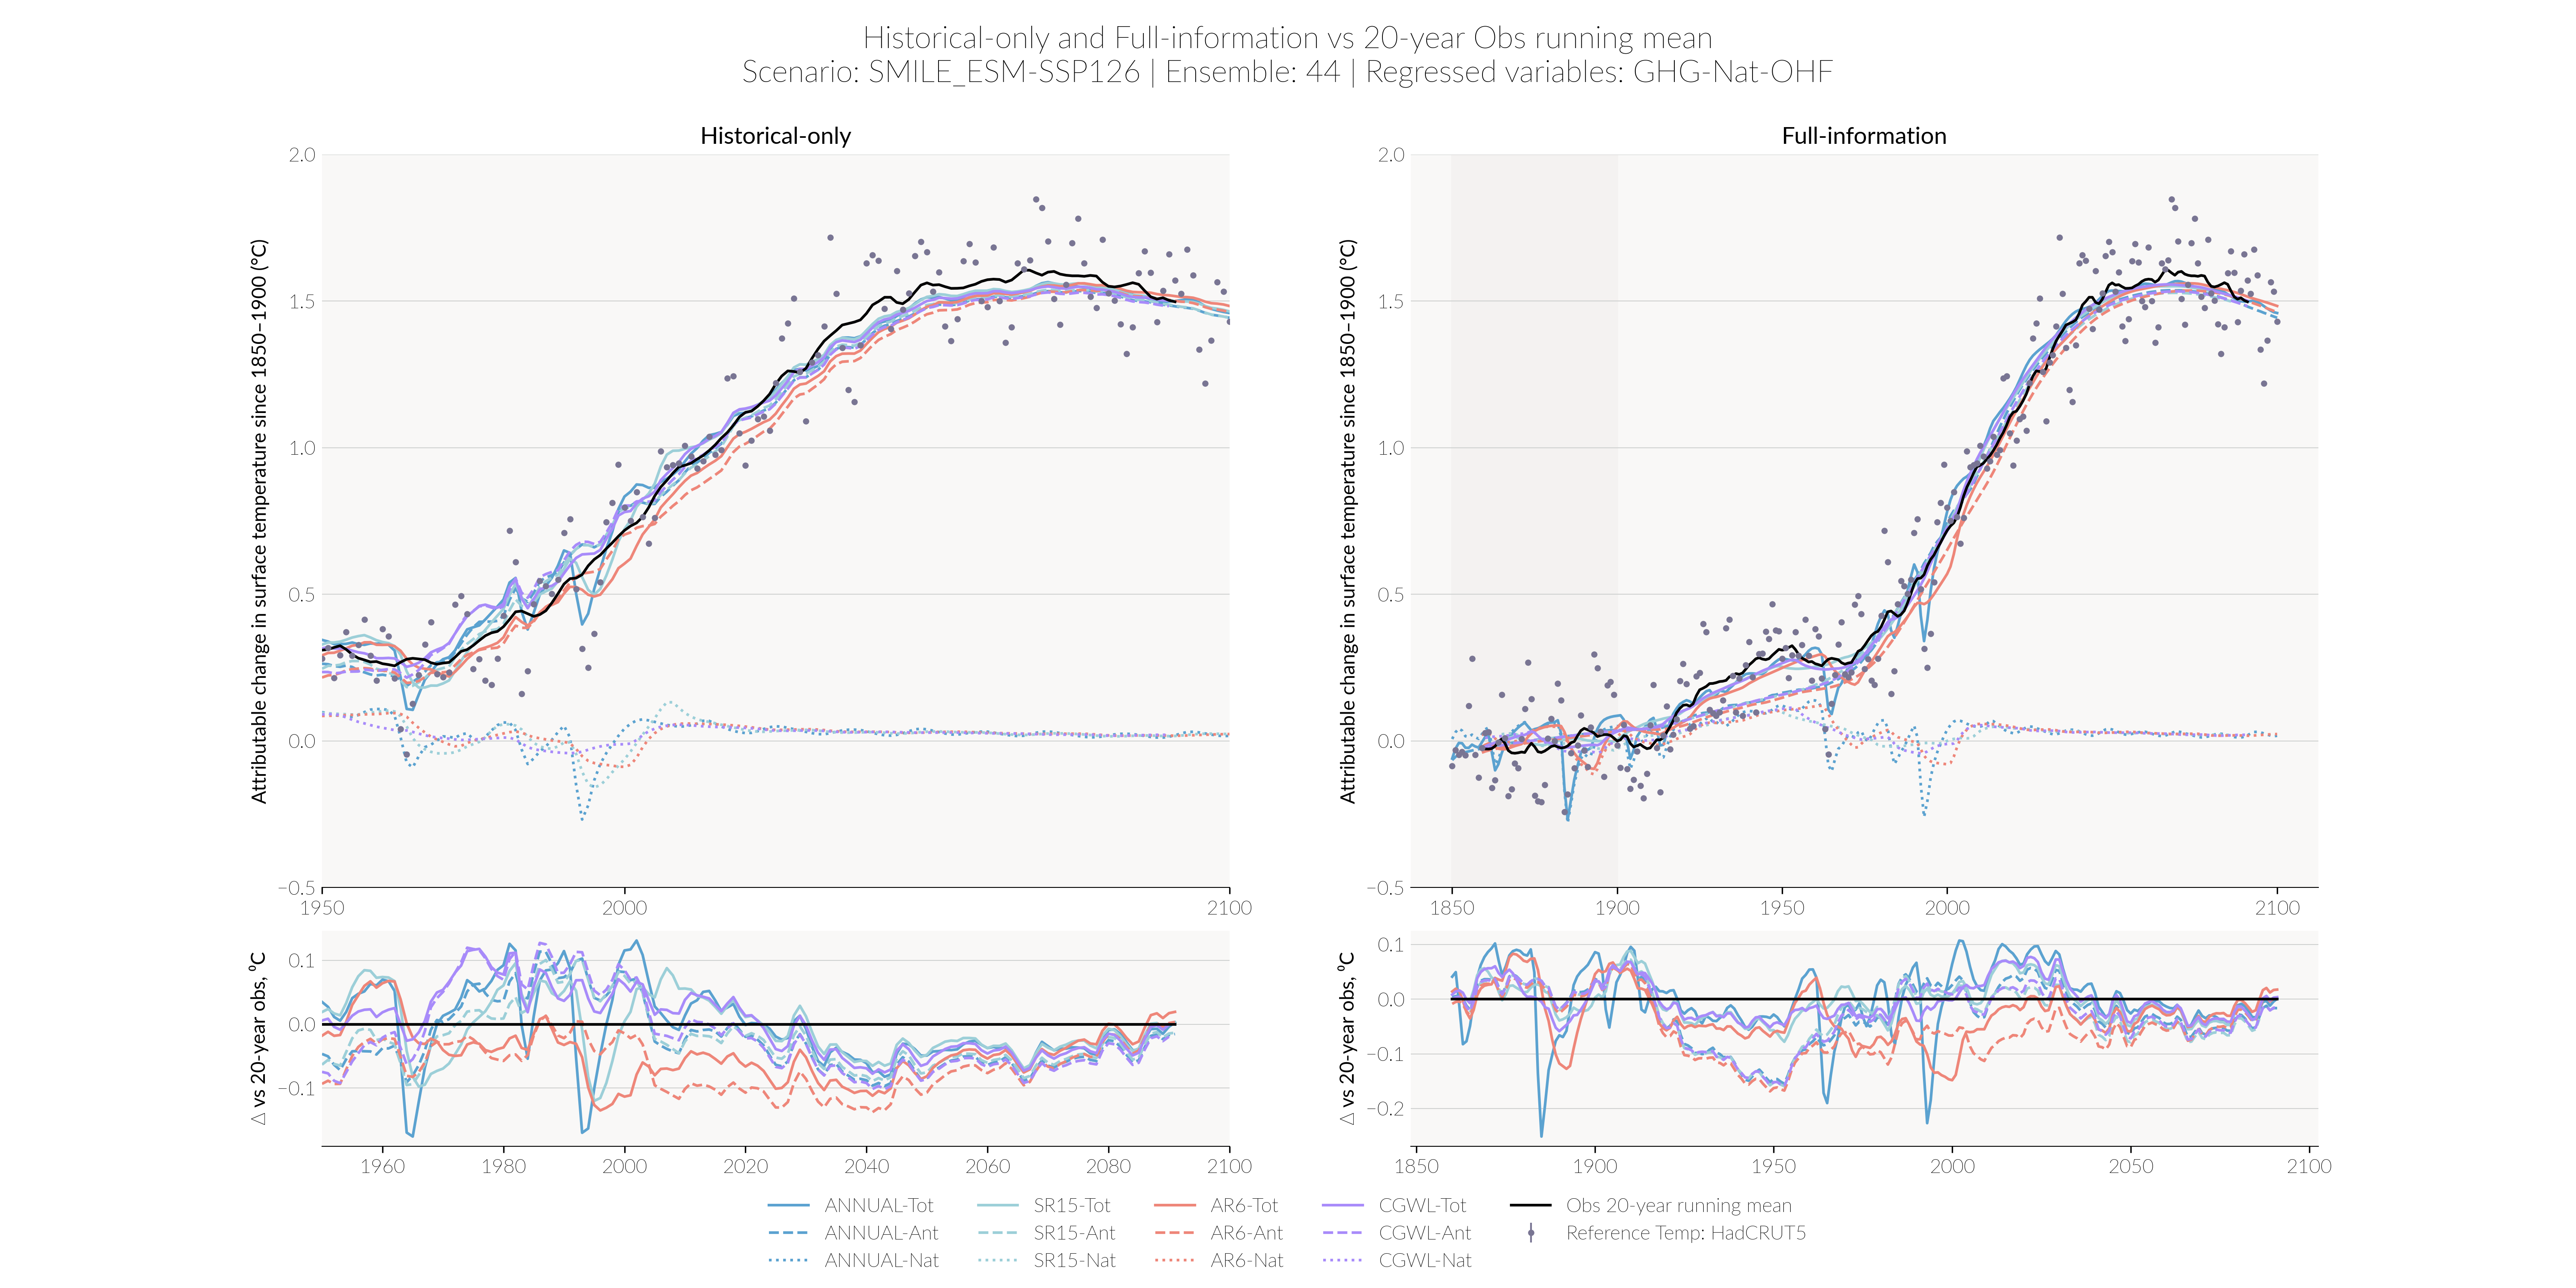 Historical-only and Full-information vs 20-year Obs running mean
Scenario: SMILE_ESM-SSP126 | Ensemble: 44 | Regressed variables: GHG-Nat-OHF
Historical-only
Attributable change in surface temperature since 1850–1900 (°C)
2.0
1.5
1.0
0.5
0.0
−0.5
1950
2000
2100
Full-information
Attributable change in surface temperature since 1850–1900 (°C)
2.0
1.5
1.0
0.5
0.0
−0.5
1850
1900
1950
2000
2100
△ vs 20-year obs, °C
0.1
0.0
−0.1
1960
1980
2000
2020
2040
2060
2080
2100
△ vs 20-year obs, °C
0.1
0.0
−0.1
−0.2
1850
1900
1950
2000
2050
2100
ANNUAL-Tot
ANNUAL-Ant
ANNUAL-Nat
SR15-Tot
SR15-Ant
SR15-Nat
AR6-Tot
AR6-Ant
AR6-Nat
CGWL-Tot
CGWL-Ant
CGWL-Nat
Obs 20-year running mean
Reference Temp: HadCRUT5